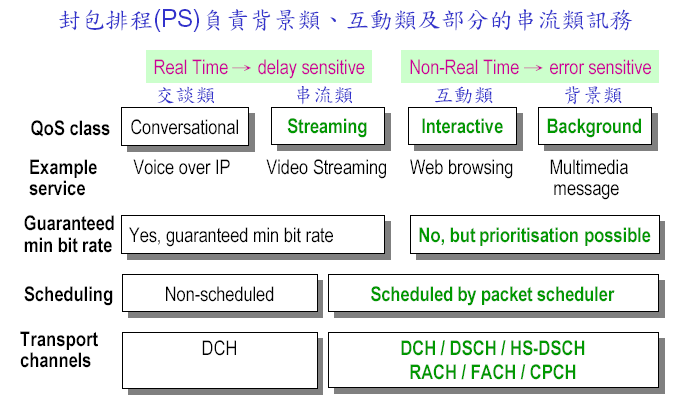 封包排程(PS)負責背景類、互動類及部分的串流類訊務
Real Time → delay sensitive Non-Real Time → error sensitive
交談類 串流類 互動類 背景類
QoS class Conversational Streaming Interactive Background
Example Voice over IP Video Streaming Web browsing Multimedia
service message
Guaranteed
min bit rate Yes, guaranteed min bit rate No, but prioritisation possible
Scheduling Non-scheduled Scheduled by packet scheduler
Transport DCH DCH / DSCH / HS-DSCH
channels RACH / FACH / CPCH